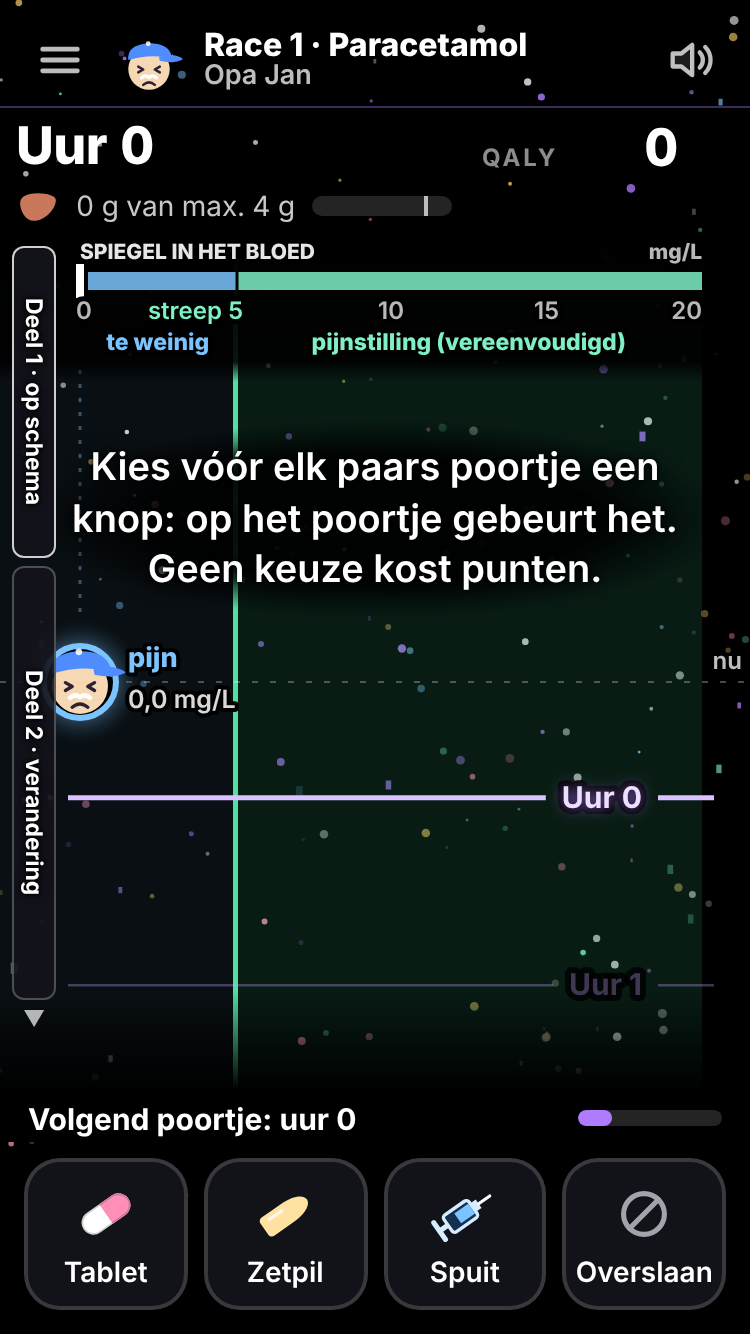 Race 1 · Paracetamol
Opa Jan
Uur 0
QALY 0
0 g van max. 4 g
SPIEGEL IN HET BLOED mg/L
0 streep 5 10 15 20
te weinig pijnstilling (vereenvoudigd)
Deel 1 · op schema
Kies vóór elk paars poortje een
knop: op het poortje gebeurt het.
Geen keuze kost punten.
pijn
nu
0,0 mg/L
Deel 2 · verandering
Uur 0
Uur 1
Volgend poortje: uur 0
Tablet Zetpil Spuit Overslaan